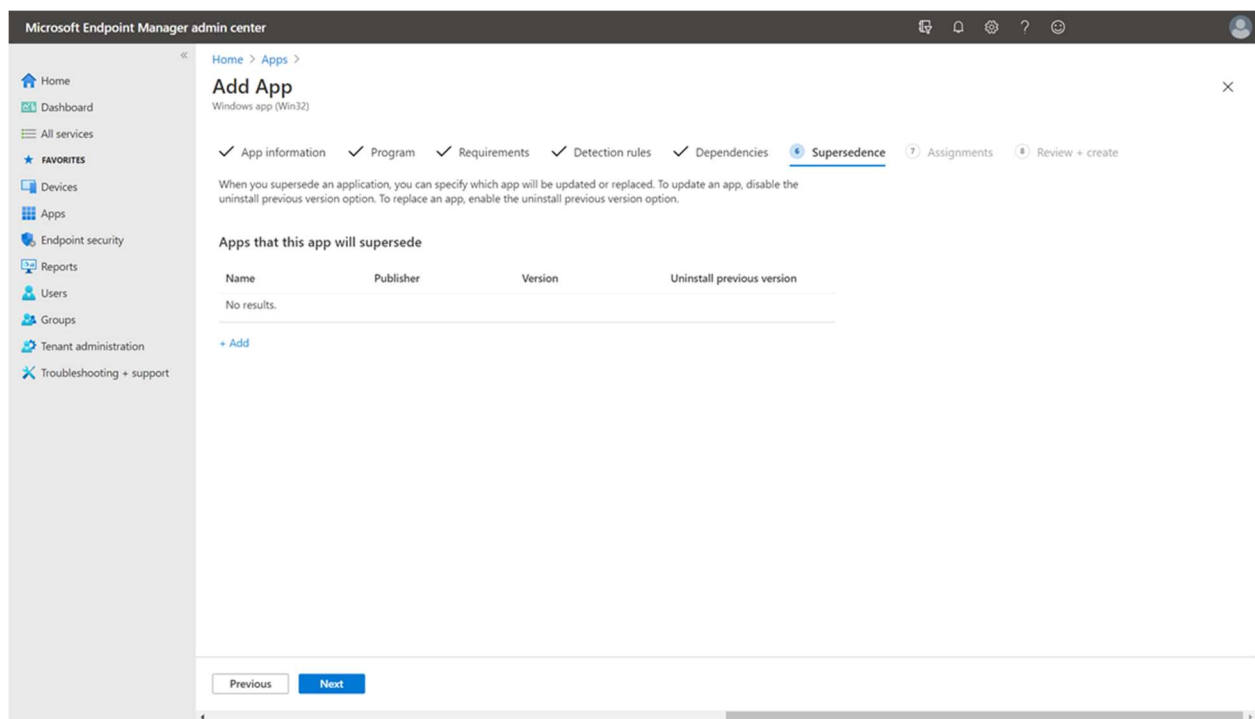 Microsoft Endpoint Manager admin center
«
Home
Dashboard
All services
FAVORITES
Devices
Apps
Endpoint security
Reports
Users
Groups
Tenant administration
Troubleshooting + support
Home > Apps >
Add App
Windows app (Win32)
App information Program Requirements Detection rules Dependencies 6 Supersedence 7 Assignments 8 Review + create
When you supersede an application, you can specify which app will be updated or replaced. To update an app, disable the
uninstall previous version option. To replace an app, enable the uninstall previous version option.
Apps that this app will supersede
Name Publisher Version Uninstall previous version
No results.
+ Add
Previous Next